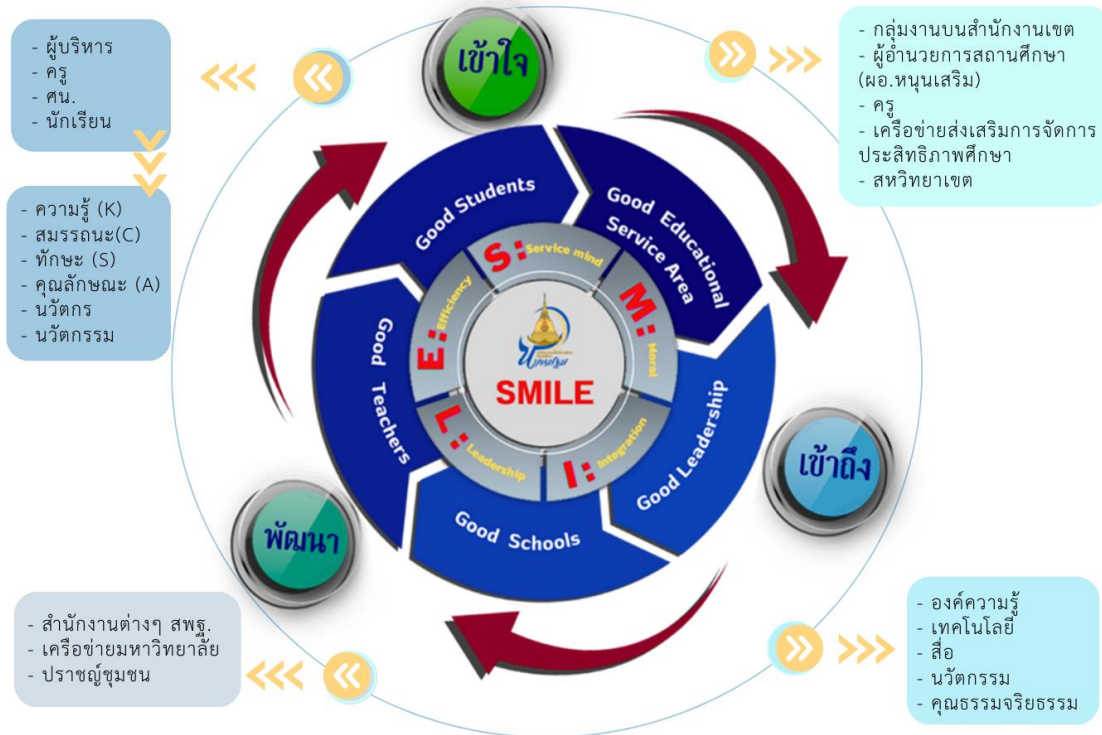 - ผู้บริหาร
- ครู
- ศน.
- นักเรียน
- ความรู้ (K)
- สมรรถนะ(C)
- ทักษะ (S)
- คุณลักษณะ (A)
- นวัตกร
- นวัตกรรม
เข้าใจ
- กลุ่มงานบนสำนักงานเขต
- ผู้อำนวยการสถานศึกษา
(ผอ.หนุนเสริม)
- ครู
- เครือข่ายส่งเสริมการจัดการ
ประสิทธิภาพศึกษา
- สหวิทยาเขต
Good Students
Good Educational
Service Area
Good Leadership
Good Schools
Good Teachers
S: Service mind
M: Moral
I: Integration
L: Leadership
E: Efficiency
SMILE
เข้าถึง
พัฒนา
- สำนักงานต่างๆ สพฐ.
- เครือข่ายมหาวิทยาลัย
- ปราชญ์ชุมชน
- องค์ความรู้
- เทคโนโลยี
- สื่อ
- นวัตกรรม
- คุณธรรมจริยธรรม